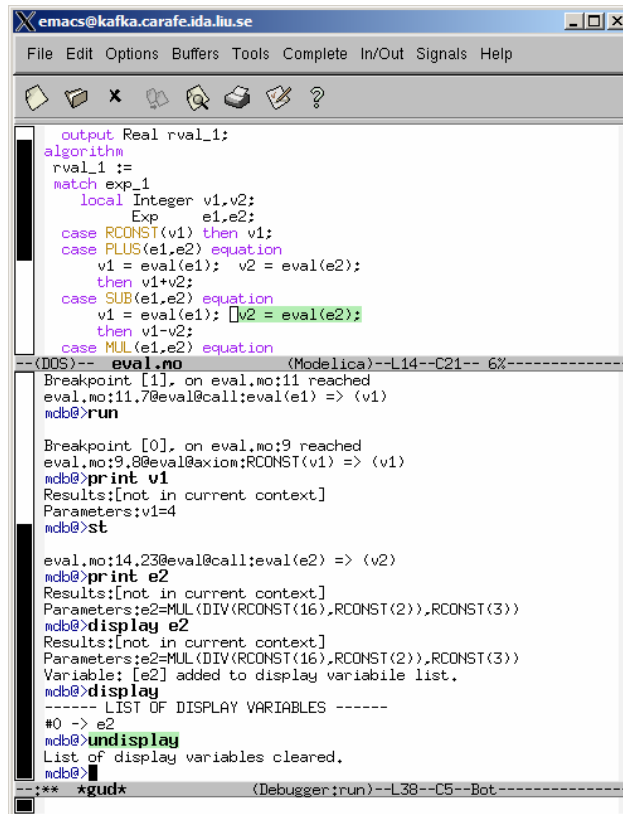 emacs@kafka.carafe.ida.liu.se
File Edit Options Buffers Tools Complete In/Out Signals Help
output Real rval_1;
algorithm
rval_1 :=
match exp_1
local Integer v1,v2;
Exp e1,e2;
case RCONST(v1) then v1;
case PLUS(e1,e2) equation
v1 = eval(e1); v2 = eval(e2);
then v1+v2;
case SUB(e1,e2) equation
v1 = eval(e1); v2 = eval(e2);
then v1-v2;
case MUL(e1,e2) equation
--(DOS)-- eval.mo (Modelica)--L14--C21-- 6%-------------
Breakpoint [1], on eval.mo:11 reached
eval.mo:11.7@eval@call:eval(e1) => (v1)
mdb@>run
Breakpoint [0], on eval.mo:9 reached
eval.mo:9.8@eval@axiom:RCONST(v1) => (v1)
mdb@>print v1
Results:[not in current context]
Parameters:v1=4
mdb@>st
eval.mo:14.23@eval@call:eval(e2) => (v2)
mdb@>print e2
Results:[not in current context]
Parameters:e2=MUL(DIV(RCONST(16),RCONST(2)),RCONST(3))
mdb@>display e2
Results:[not in current context]
Parameters:e2=MUL(DIV(RCONST(16),RCONST(2)),RCONST(3))
Variable: [e2] added to display variabile list.
mdb@>display
------ LIST OF DISPLAY VARIABLES ------
#0 -> e2
mdb@>undisplay
List of display variables cleared.
mdb@>
--:** *gud* (Debugger:run)--L38--C5--Bot--------------